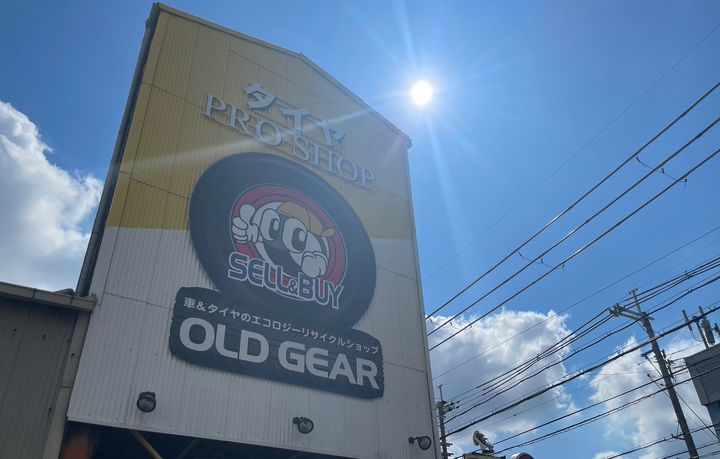 タイヤ
PRO SHOP
SELL&BUY
車&タイヤのエコロジーリサイクルショップ
OLD GEAR